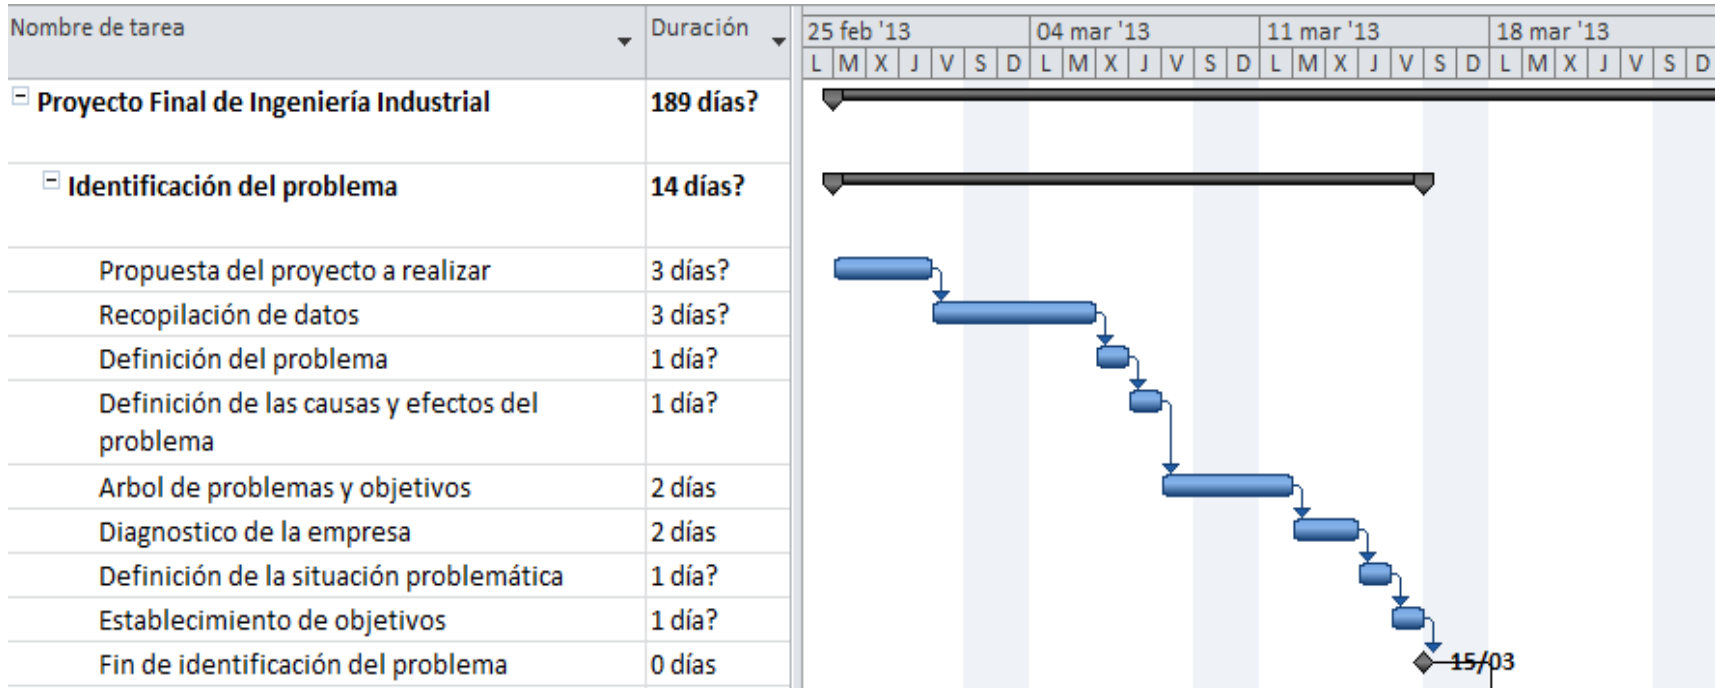 Nombre de tarea Duración 25 feb '13 04 mar '13 11 mar '13 18 mar '13
L M X J V S D L M X J V S D L M X J V S D L M X J V S D
Proyecto Final de Ingeniería Industrial 189 días?
Identificación del problema 14 días?
Propuesta del proyecto a realizar 3 días?
Recopilación de datos 3 días?
Definición del problema 1 día?
Definición de las causas y efectos del 1 día?
problema
Arbol de problemas y objetivos 2 días
Diagnostico de la empresa 2 días
Definición de la situación problemática 1 día?
Establecimiento de objetivos 1 día?
Fin de identificación del problema 0 días 15/03